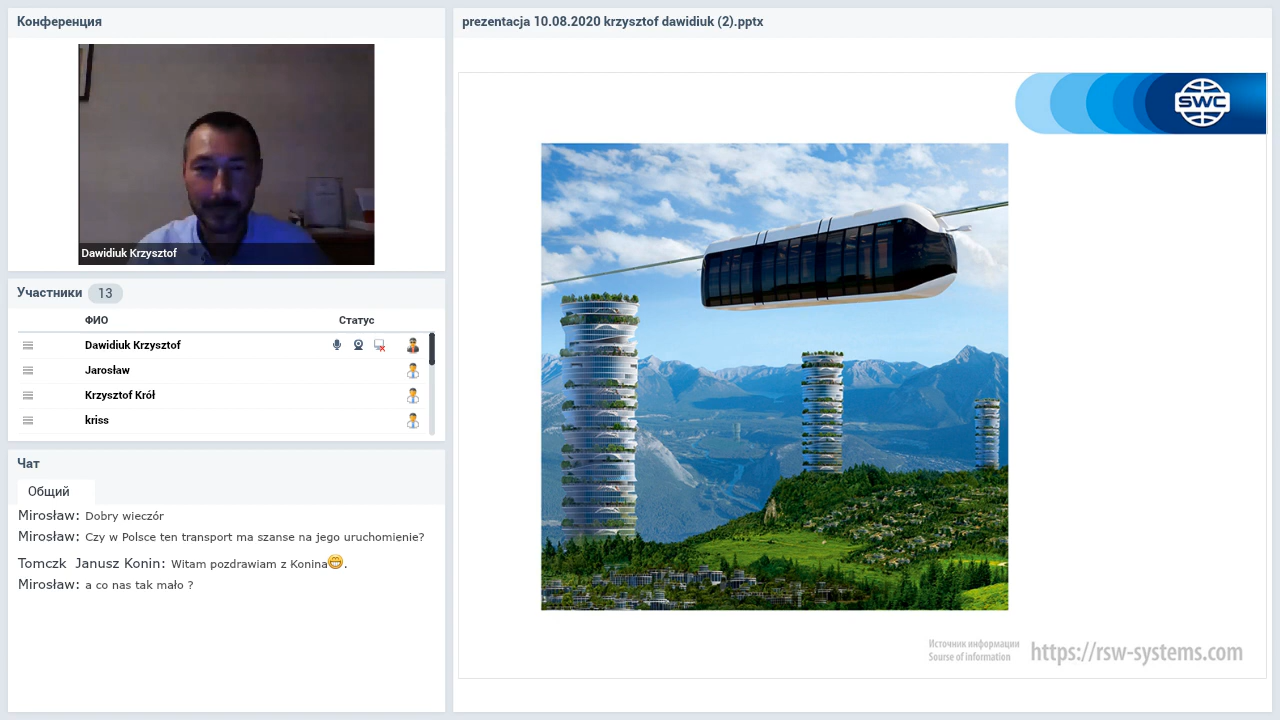 Конференция
Dawidiuk Krzysztof
Участники 13
ФИО Статус
Dawidiuk Krzysztof
Jarosław
Krzysztof Król
kriss
Чат
Общий
Mirosław: Dobry wieczór
Mirosław: Czy w Polsce ten transport ma szanse na jego uruchomienie?
Tomczk Janusz Konin: Witam pozdrawiam z Konina😁.
Mirosław: a co nas tak mało ?
prezentacja 10.08.2020 krzysztof dawidiuk (2).pptx
SWC
Источник информации
Sourse of information
https://rsw-systems.com